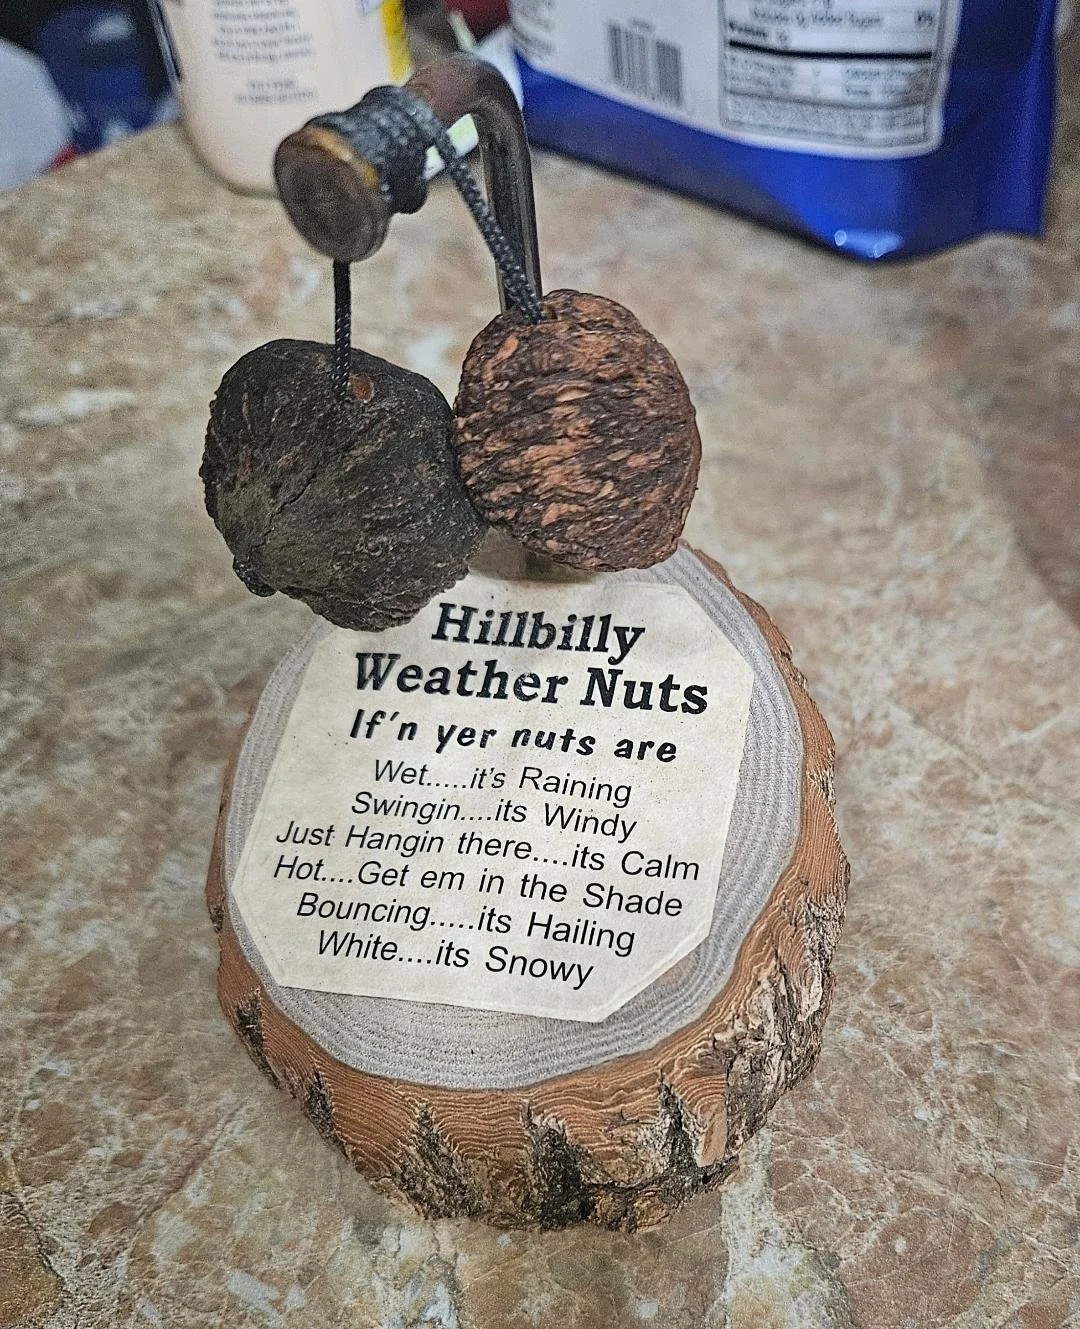 Hillbilly
Weather Nuts
If'n yer nuts are
Wet.....it's Raining
Swingin....its Windy
Just Hangin there....its Calm
Hot....Get em in the Shade
Bouncing.....its Hailing
White....its Snowy